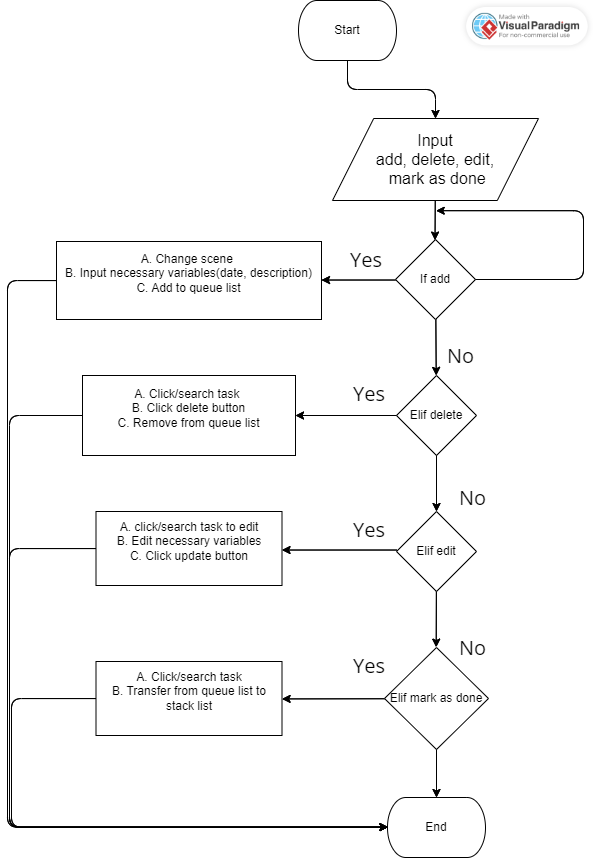 Start
Made with
Visual Paradigm
For non-commercial use
Input
add, delete, edit,
mark as done
A. Change scene
B. Input necessary variables(date, description)
C. Add to queue list
Yes
If add
No
A. Click/search task
B. Click delete button
C. Remove from queue list
Yes
Elif delete
No
A. click/search task to edit
B. Edit necessary variables
C. Click update button
Yes
Elif edit
No
A. Click/search task
B. Transfer from queue list to
stack list
Yes
Elif mark as done
End